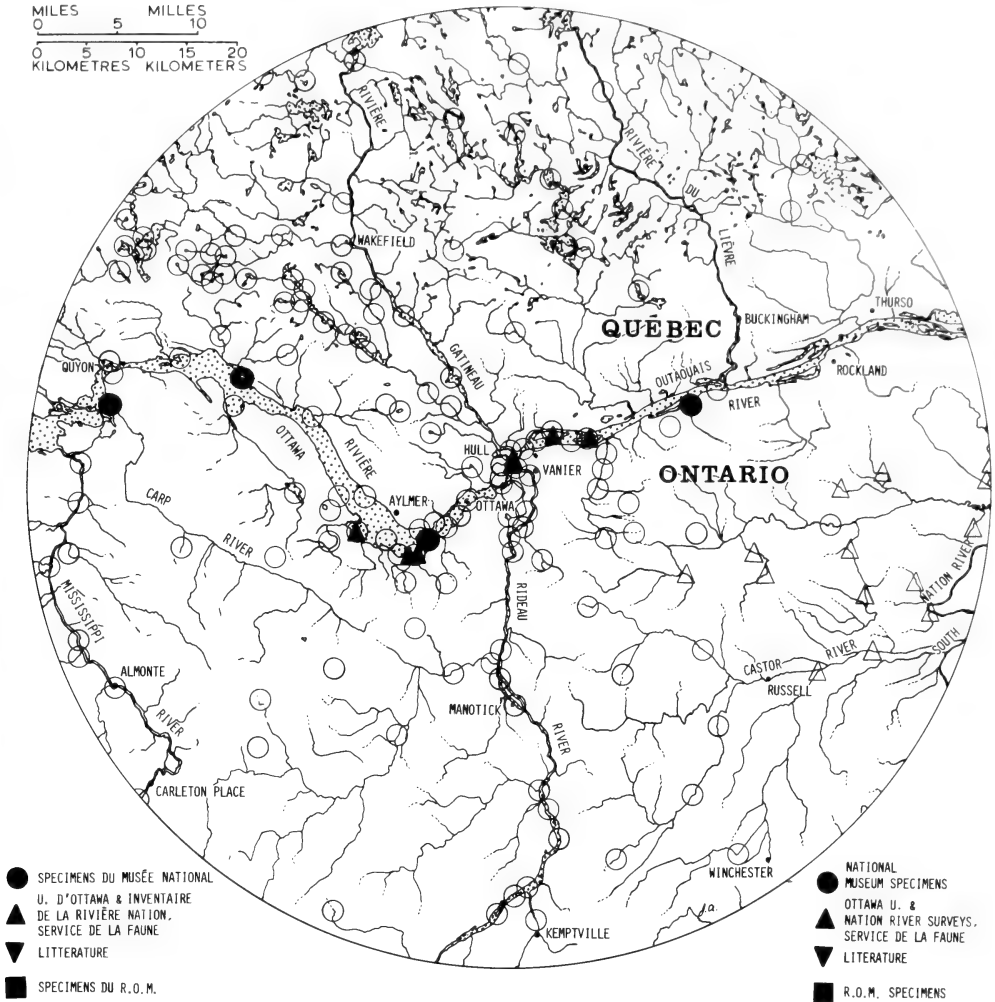 MILES MILLES
0 5 10
0 5 10 15 20
KILOMÈTRES KILOMETERS
RIVIÈRE
RIVIÈRE
DU
LIÈVRE
WAKEFIELD
THURSO
BUCKINGHAM
QUÉBEC
GATINEAU
QUYON
ROCKLAND
OUTAOUAIS
RIVER
OTTAWA
RIVIÈRE
HULL
VANIER
ONTARIO
CARP
AYLMER
OTTAWA
RIVER
NATION RIVER
RIDEAU
MISSISSIPPI
SOUTH
RIVER
CASTOR
ALMONTE
RUSSELL
MANOTICK
RIVER
RIVER
CARLETON PLACE
WINCHESTER
J.a.
KEMPTVILLE
SPECIMENS DU MUSÉE NATIONAL
U. D'OTTAWA & INVENTAIRE
DE LA RIVIÈRE NATION,
SERVICE DE LA FAUNE
LITTERATURE
SPECIMENS DU R.O.M.
NATIONAL
MUSEUM SPECIMENS
OTTAWA U. &
NATION RIVER SURVEYS,
SERVICE DE LA FAUNE
LITERATURE
R.O.M. SPECIMENS